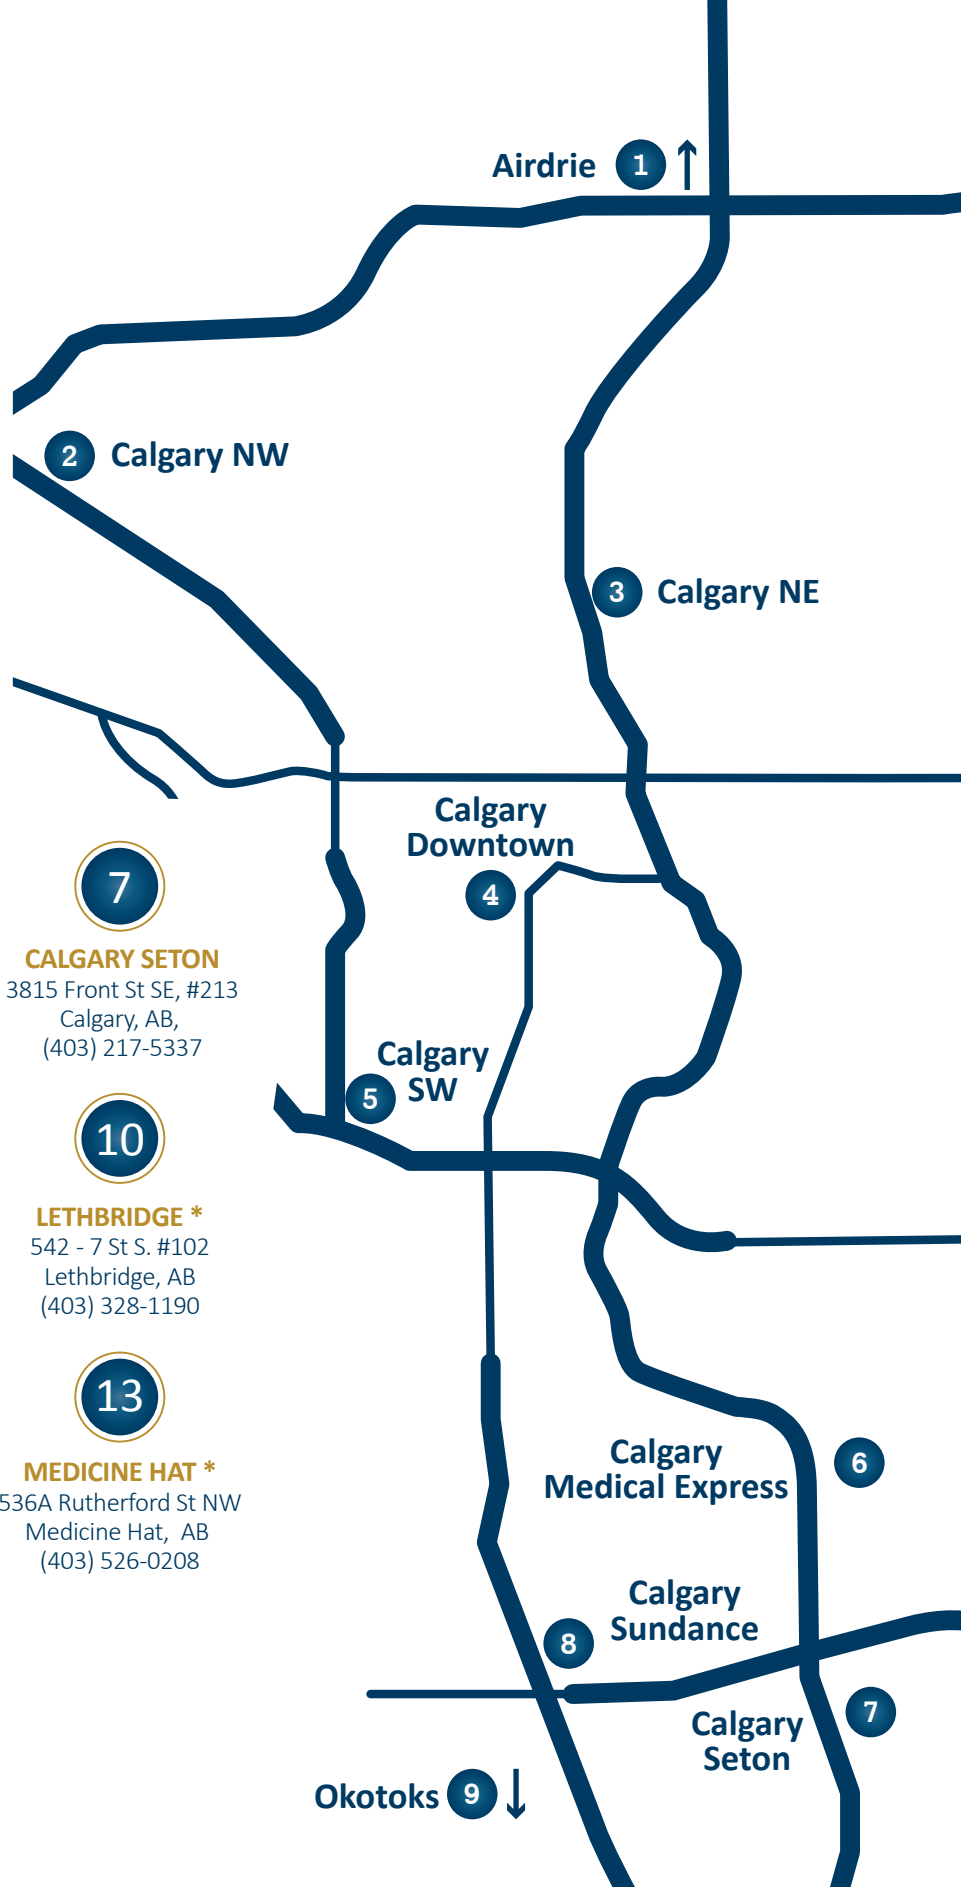 Airdrie 1
2 Calgary NW
3 Calgary NE
Calgary
Downtown
4
7
CALGARY SETON
3815 Front St SE, #213
Calgary, AB,
(403) 217-5337
Calgary
SW
5
10
LETHBRIDGE *
542 - 7 St S. #102
Lethbridge, AB
(403) 328-1190
13
MEDICINE HAT *
536A Rutherford St NW
Medicine Hat, AB
(403) 526-0208
Calgary
Medical Express
6
Calgary
Sundance
8
7
Calgary
Seton
Okotoks 9